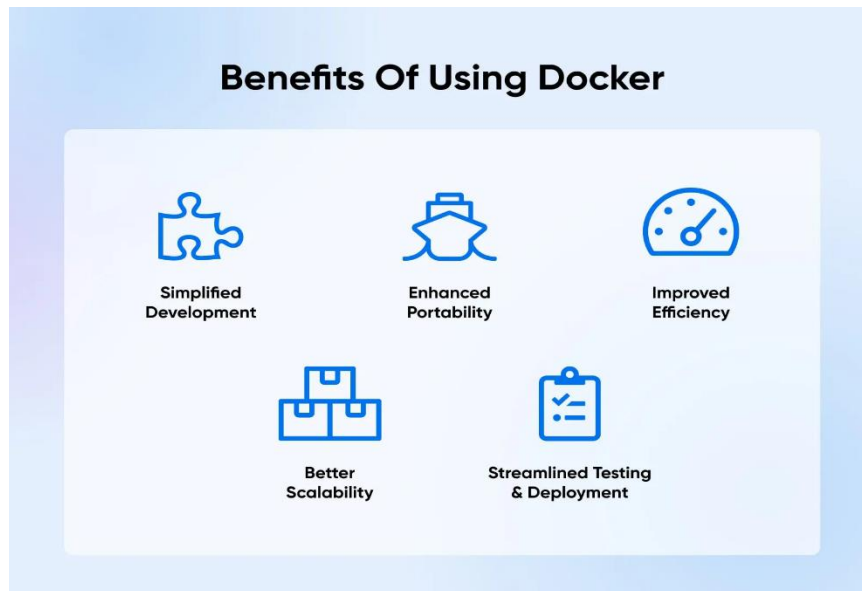 Benefits Of Using Docker
Simplified
Development
Enhanced
Portability
Improved
Efficiency
Better
Scalability
Streamlined Testing
& Deployment